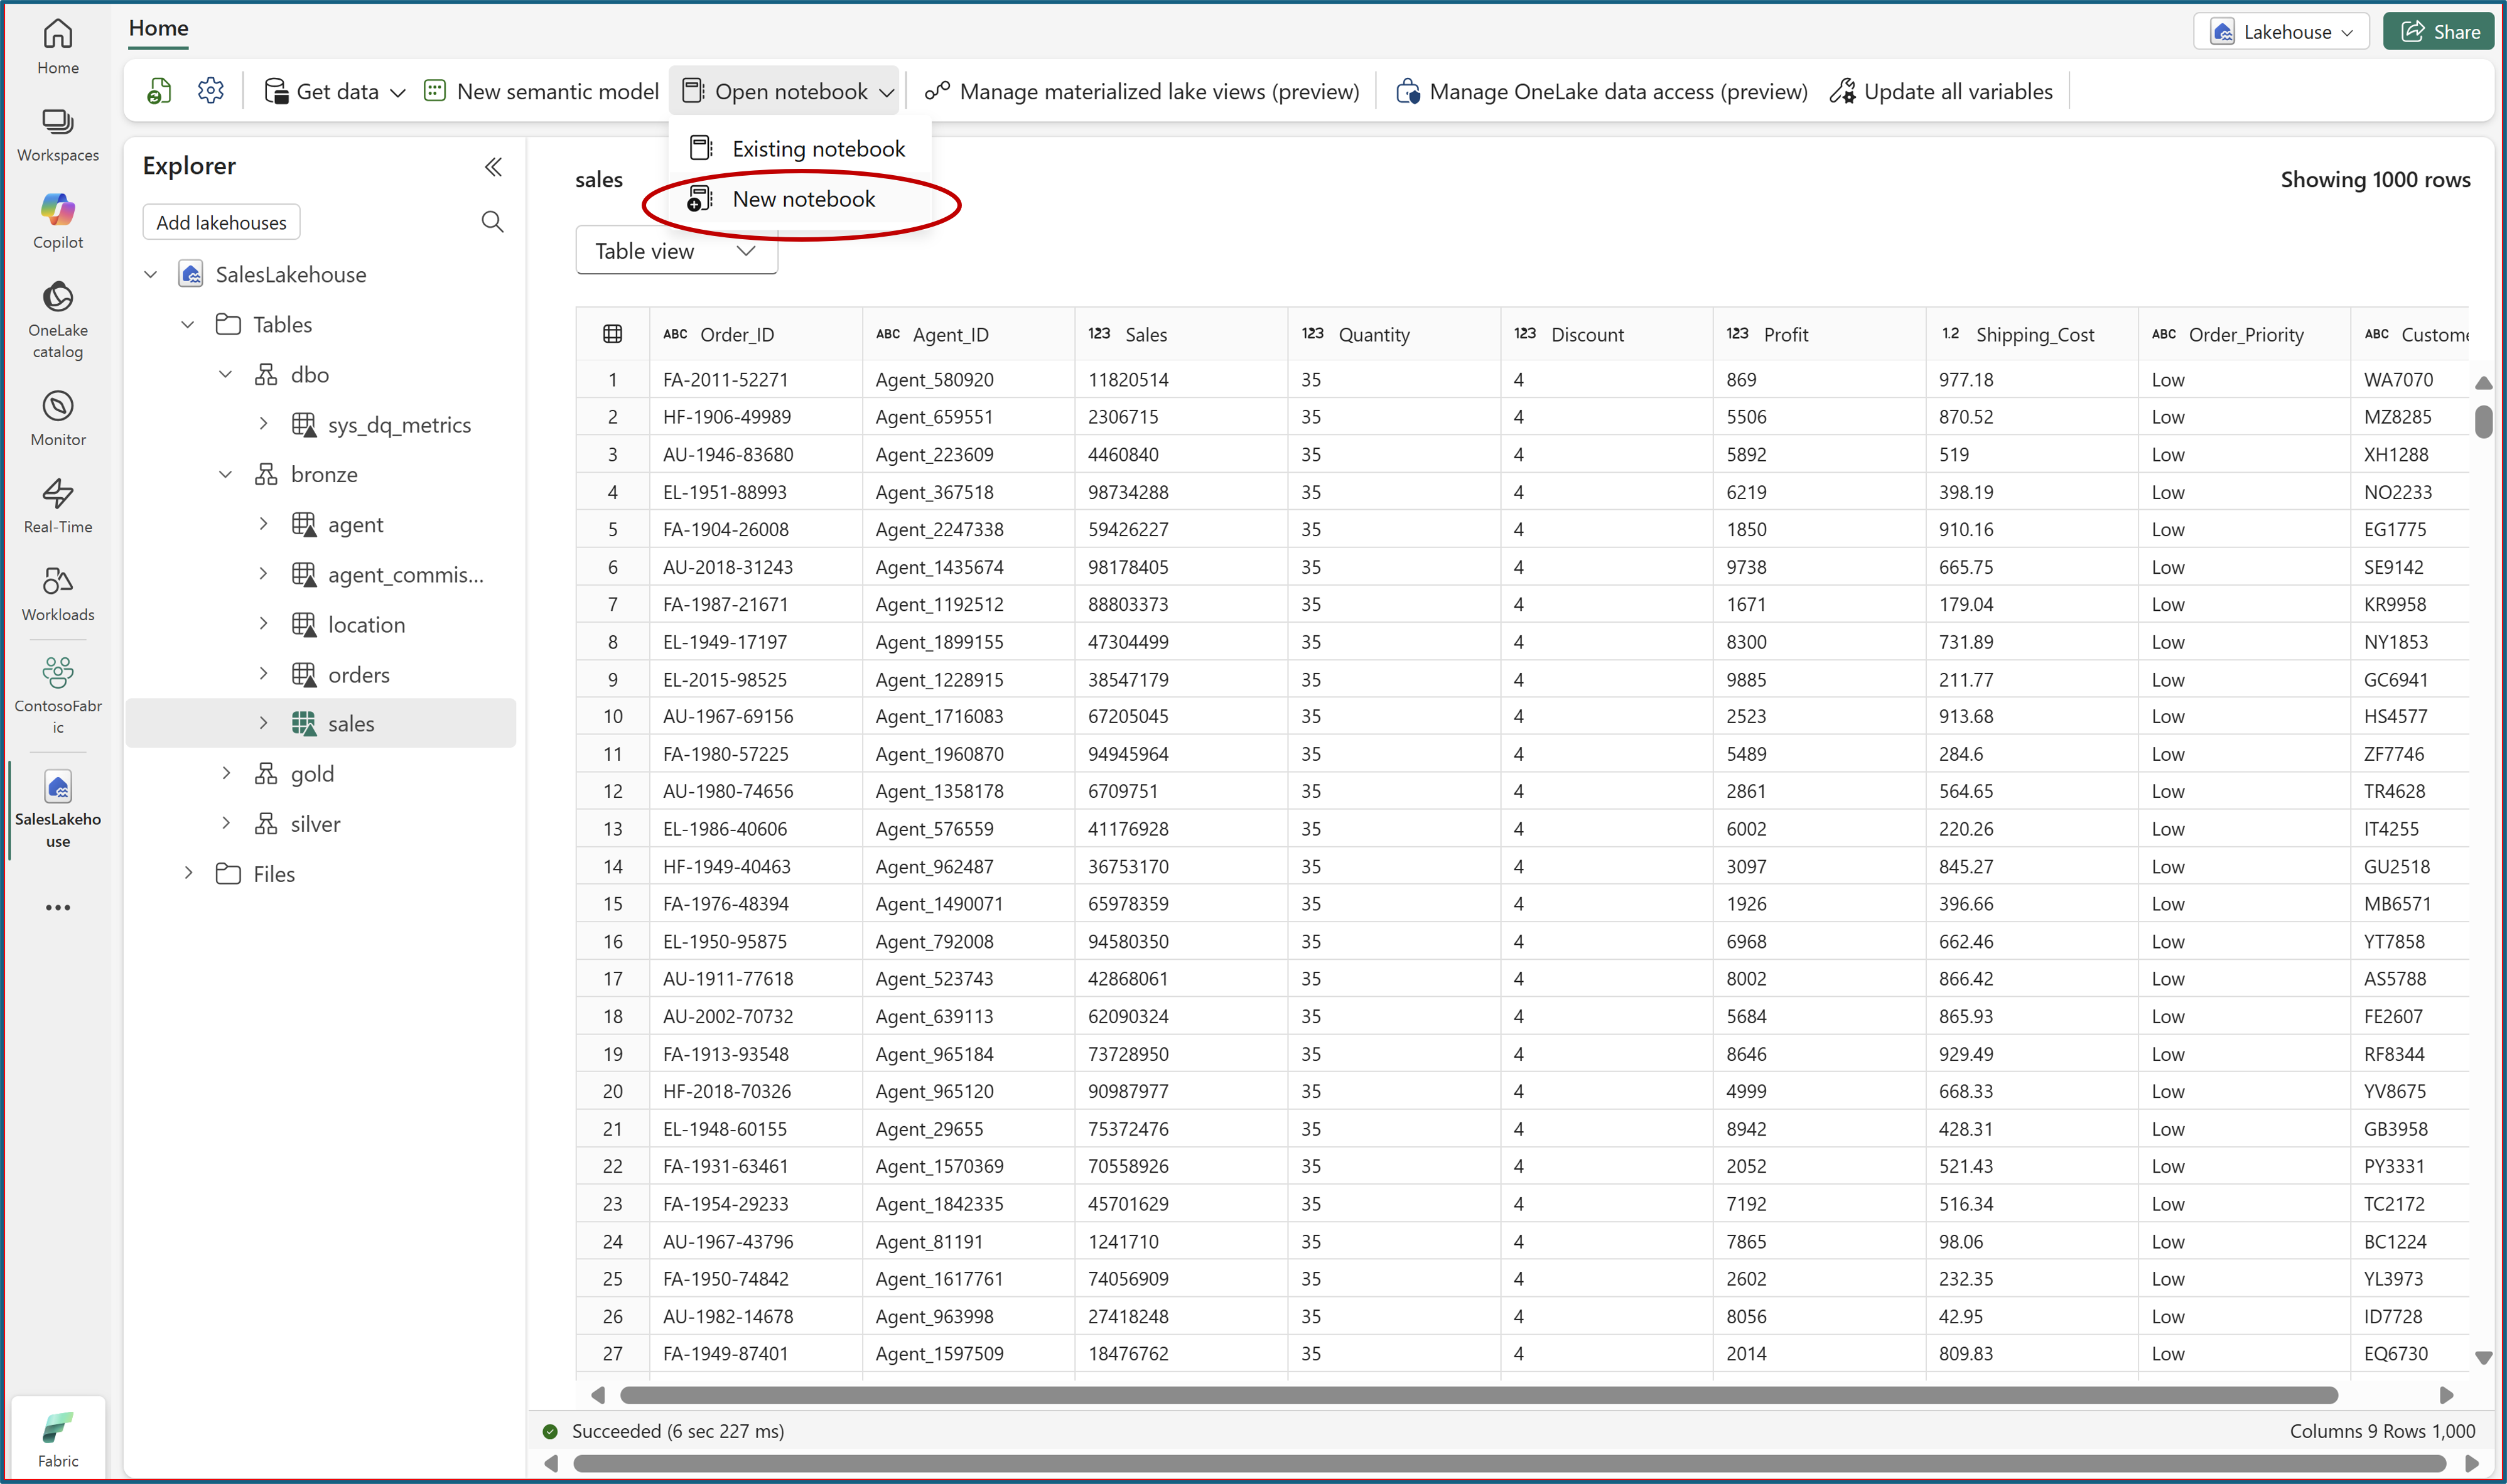 Home
Lakehouse
Share
Get data
New semantic model
Open notebook
Manage materialized lake views (preview)
Manage OneLake data access (preview)
Update all variables
Existing notebook
New notebook
Home
Workspaces
Copilot
OneLake
catalog
Monitor
Real-Time
Workloads
ContosoFabr
ic
SalesLakeho
use
Fabric
Explorer
Add lakehouses
SalesLakehouse
Tables
dbo
sys_dq_metrics
bronze
agent
agent_commis...
location
orders
sales
gold
silver
Files
sales
Showing 1000 rows
Table view
ABC Order_ID ABC Agent_ID 123 Sales 123 Quantity 123 Discount 123 Profit 1.2 Shipping_Cost ABC Order_Priority ABC Custome
1 FA-2011-52271 Agent_580920 11820514 35 4 869 977.18 Low WA7070
2 HF-1906-49989 Agent_659551 2306715 35 4 5506 870.52 Low MZ8285
3 AU-1946-83680 Agent_223609 4460840 35 4 5892 519 Low XH1288
4 EL-1951-88993 Agent_367518 98734288 35 4 6219 398.19 Low NO2233
5 FA-1904-26008 Agent_2247338 59426227 35 4 1850 910.16 Low EG1775
6 AU-2018-31243 Agent_1435674 98178405 35 4 9738 665.75 Low SE9142
7 FA-1987-21671 Agent_1192512 88803373 35 4 1671 179.04 Low KR9958
8 EL-1949-17197 Agent_1899155 47304499 35 4 8300 731.89 Low NY1853
9 EL-2015-98525 Agent_1228915 38547179 35 4 9885 211.77 Low GC6941
10 AU-1967-69156 Agent_1716083 67205045 35 4 2523 913.68 Low HS4577
11 FA-1980-57225 Agent_1960870 94945964 35 4 5489 284.6 Low ZF7746
12 AU-1980-74656 Agent_1358178 6709751 35 4 2861 564.65 Low TR4628
13 EL-1986-40606 Agent_576559 41176928 35 4 6002 220.26 Low IT4255
14 HF-1949-40463 Agent_962487 36753170 35 4 3097 845.27 Low GU2518
15 FA-1976-48394 Agent_1490071 65978359 35 4 1926 396.66 Low MB6571
16 EL-1950-95875 Agent_792008 94580350 35 4 6968 662.46 Low YT7858
17 AU-1911-77618 Agent_523743 42868061 35 4 8002 866.42 Low AS5788
18 AU-2002-70732 Agent_639113 62090324 35 4 5684 865.93 Low FE2607
19 FA-1913-93548 Agent_965184 73728950 35 4 8646 929.49 Low RF8344
20 HF-2018-70326 Agent_965120 90987977 35 4 4999 668.33 Low YV8675
21 EL-1948-60155 Agent_29655 75372476 35 4 8942 428.31 Low GB3958
22 FA-1931-63461 Agent_1570369 70558926 35 4 2052 521.43 Low PY3331
23 FA-1954-29233 Agent_1842335 45701629 35 4 7192 516.34 Low TC2172
24 AU-1967-43796 Agent_81191 1241710 35 4 7865 98.06 Low BC1224
25 FA-1950-74842 Agent_1617761 74056909 35 4 2602 232.35 Low YL3973
26 AU-1982-14678 Agent_963998 27418248 35 4 8056 42.95 Low ID7728
27 FA-1949-87401 Agent_1597509 18476762 35 4 2014 809.83 Low EQ6730
Succeeded (6 sec 227 ms)
Columns 9 Rows 1,000